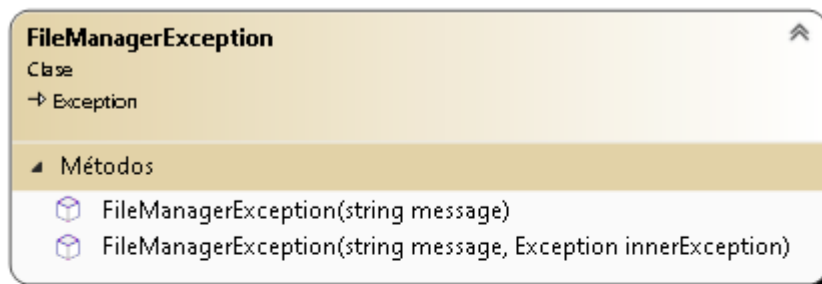 FileManagerException
Clase
Exception
Métodos
FileManagerException(string message)
FileManagerException(string message, Exception innerException)